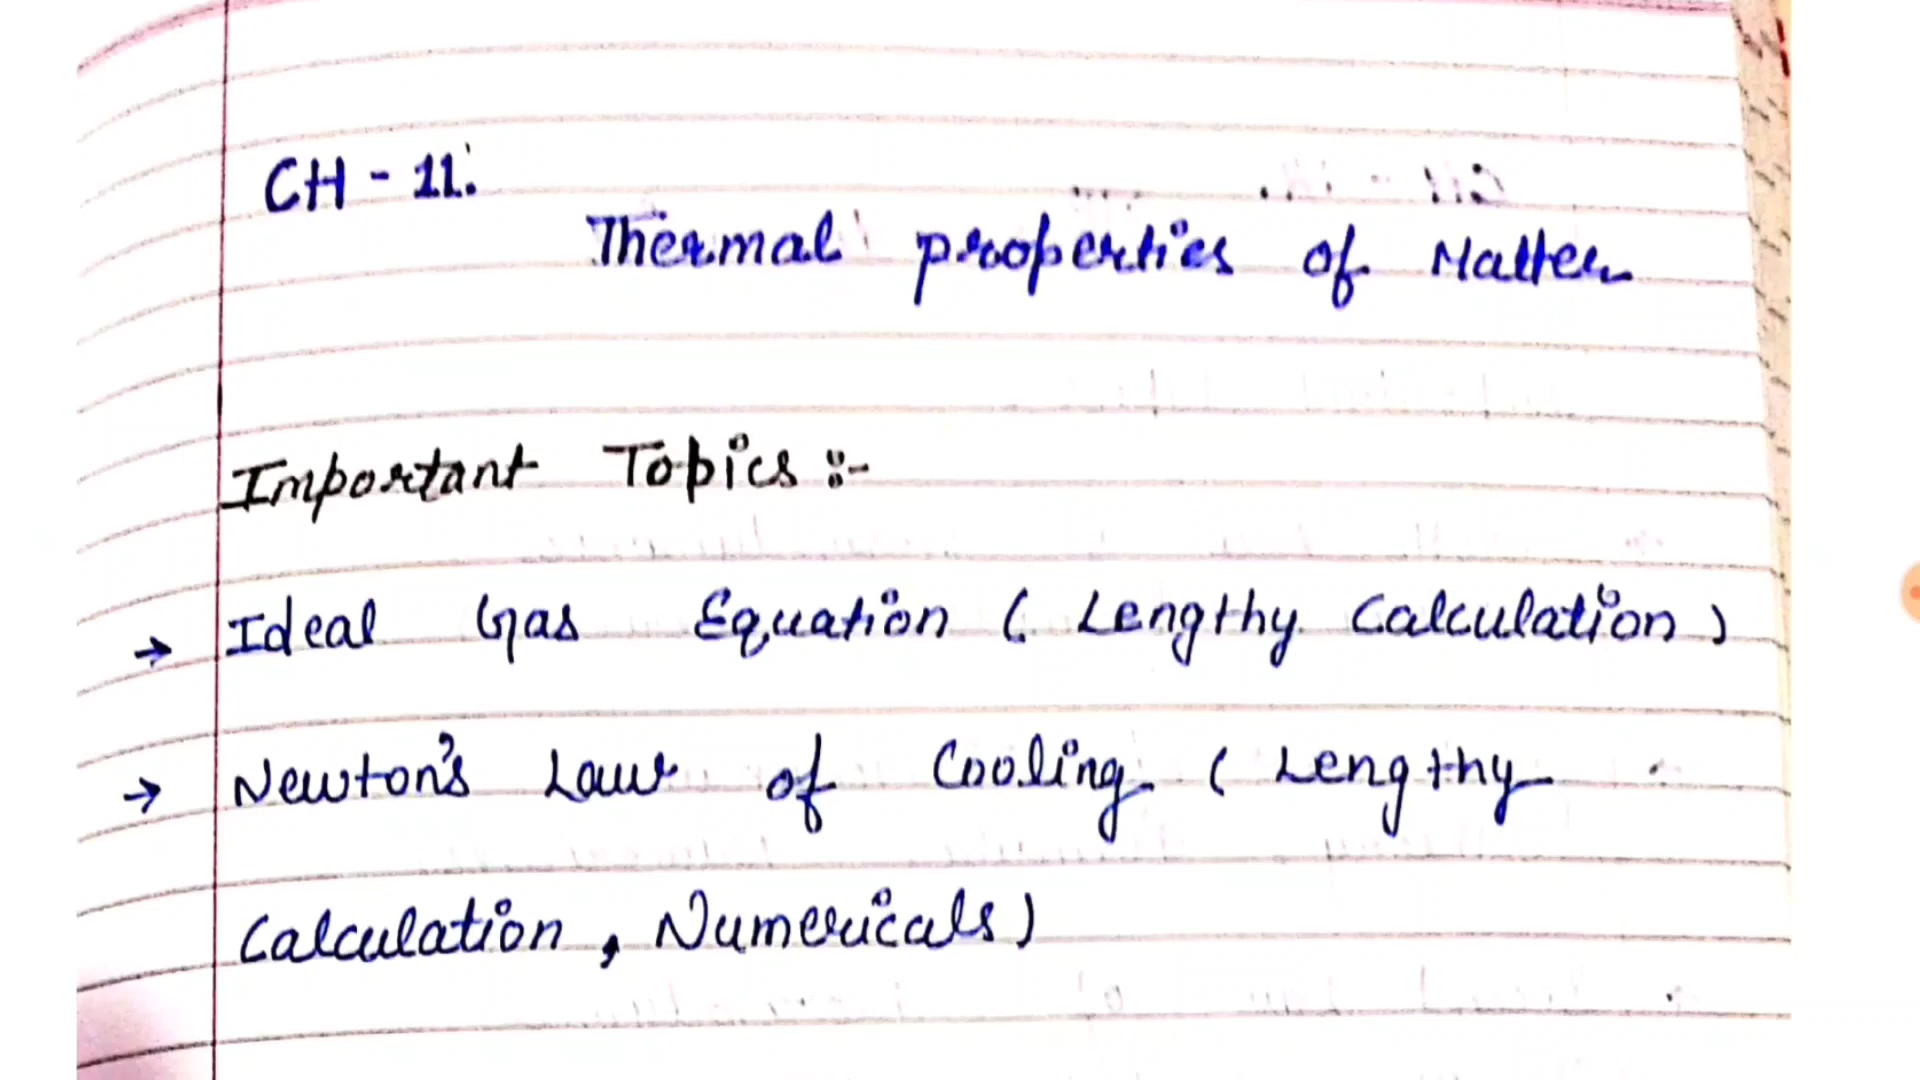 CH - 11:
Thermal properties of Matter
Important Topics :-
→ Ideal Gas Equation ( Lengthy Calculation )
→ Newton's Law of Cooling ( Lengthy
Calculation , Numericals )